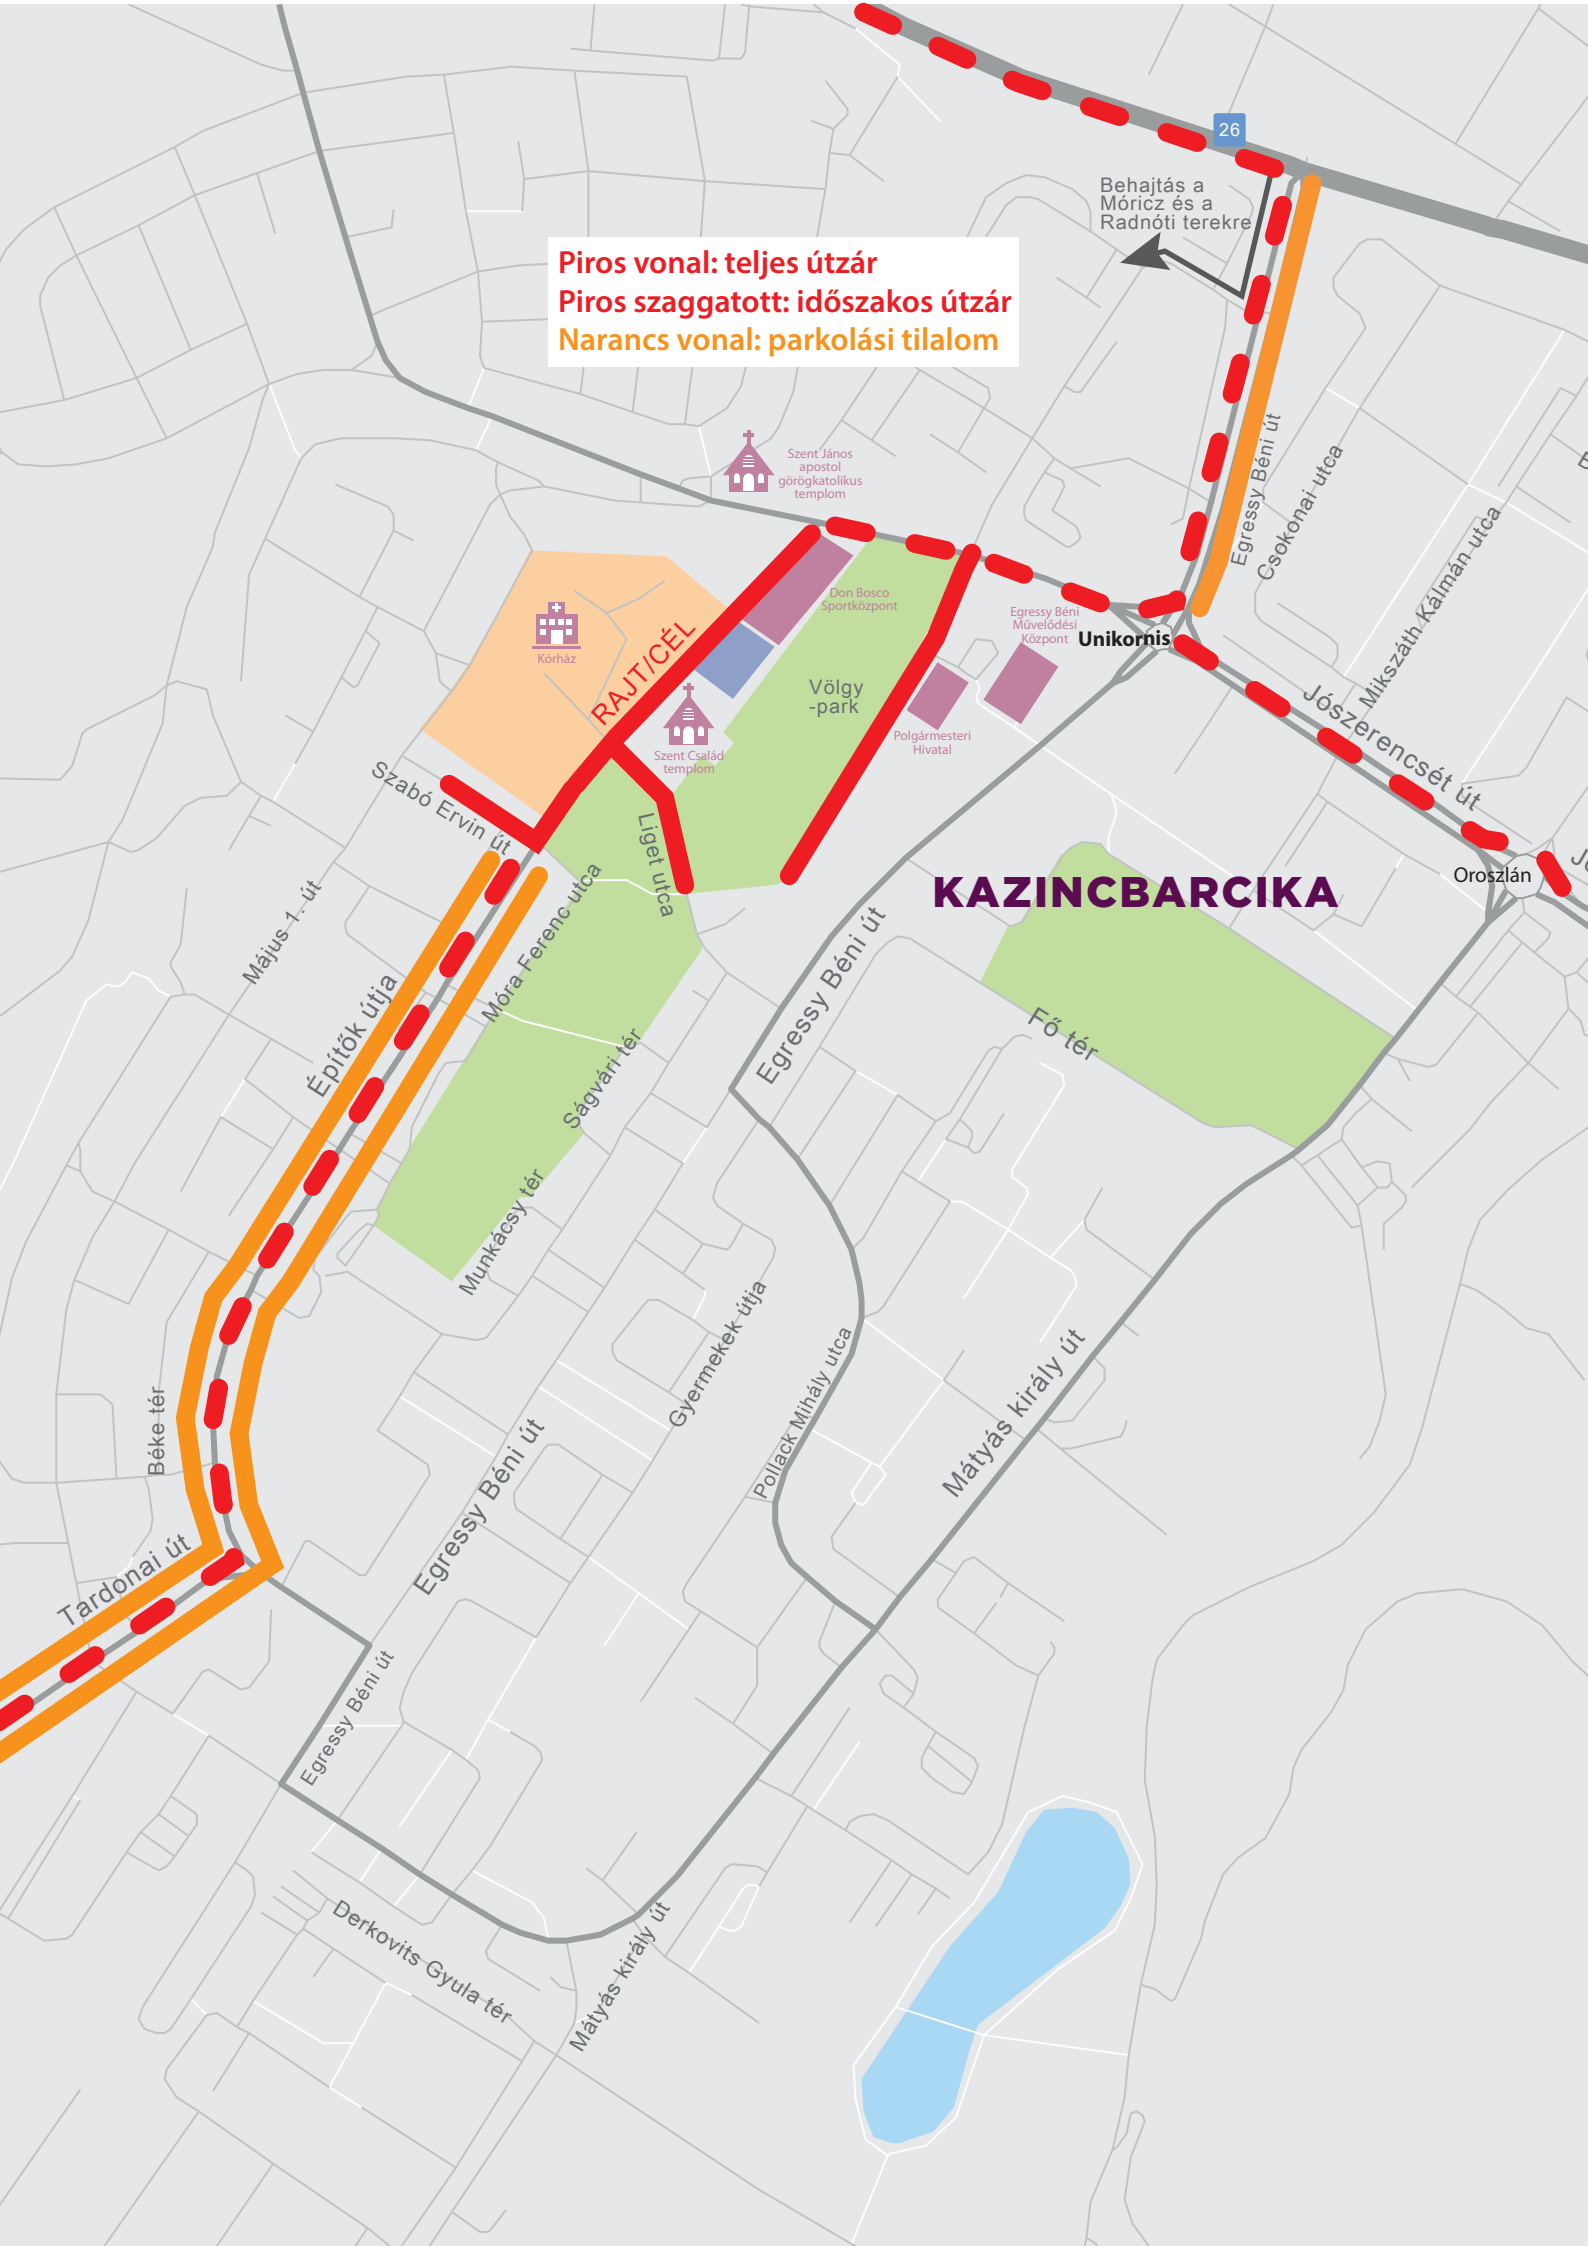 26
Behajtás a
Móricz és a
Radnóti terekre
Piros vonal: teljes útzár
Piros szaggatott: időszakos útzár
Narancs vonal: parkolási tilalom
Szent János
apostol
görögkatolikus
templom
Egressy Béni út
Csokonai utca
Mikszáth Kálmán utca
Don Bosco
Sportközpont
Egressy Béni
Művelődési
Központ
Unikornis
Kórház
RAJT/CÉL
Völgy
-park
Szent Család
templom
Polgármesteri
Hivatal
Jószerencsét út
Szabó Ervin út
Liget utca
Oroszlán
KAZINCBARCIKA
Május 1. út
Móra Ferenc utca
Építők útja
Egressy Béni út
Fő tér
Ságvári tér
Munkácsy tér
Gyermekek útja
Pollack Mihály utca
Mátyás király út
Béke tér
Egressy Béni út
Tardonai út
Egressy Béni út
Derkovits Gyula tér
Mátyás király út